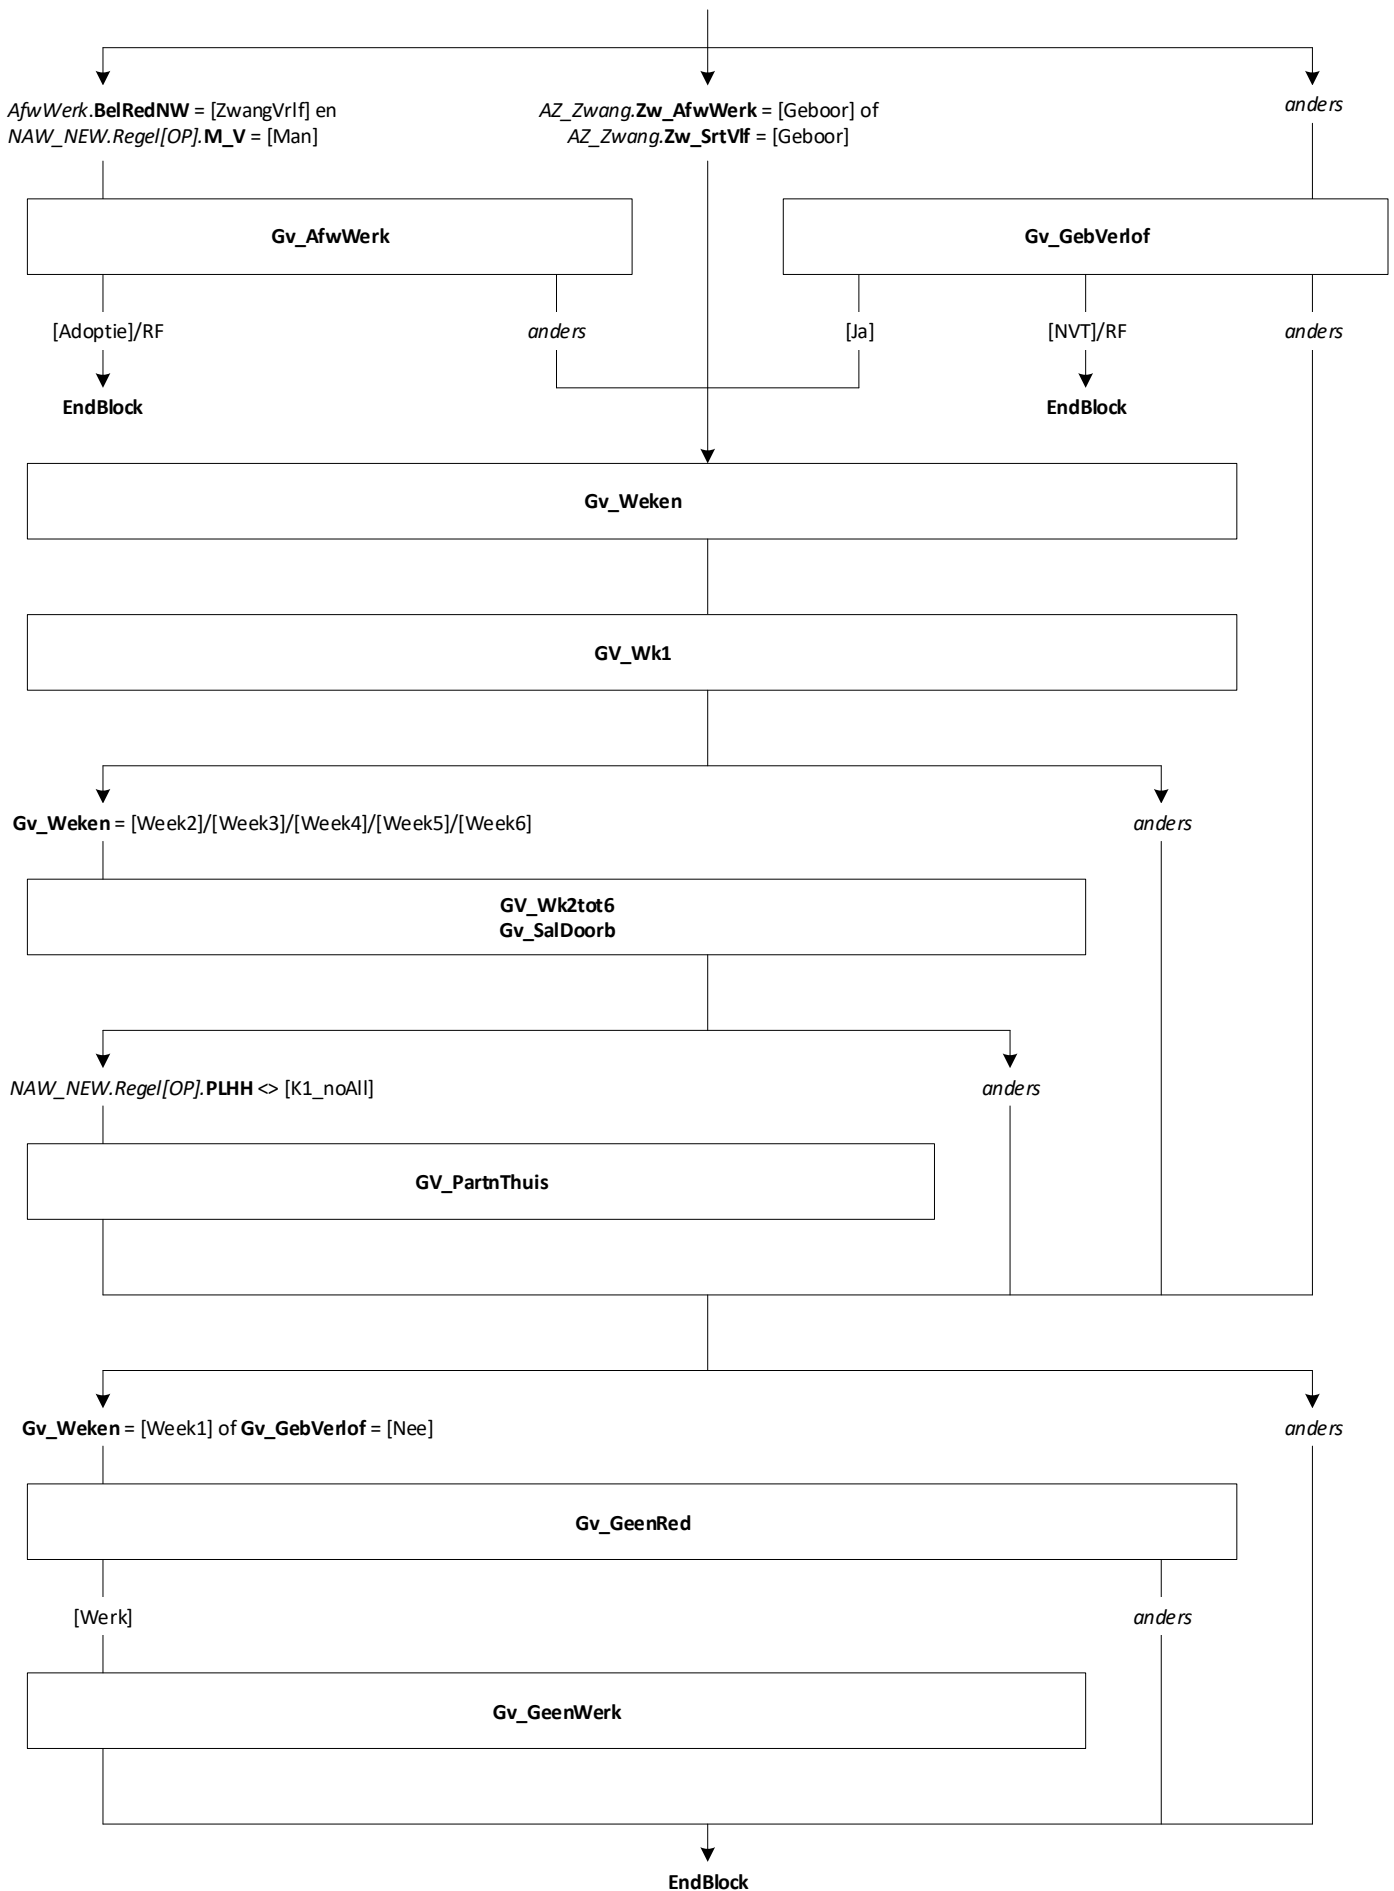 AfwWerk.BelRedNW = [ZwangVrlf] en
NAW_NEW.Regel[OP].M_V = [Man]
AZ_Zwang.Zw_AfwWerk = [Geboor] of
AZ_Zwang.Zw_SrtVlf = [Geboor]
anders
Gv_AfwWerk
Gv_GebVerlof
[Adoptie]/RF
anders
[Ja]
[NVT]/RF
anders
EndBlock
EndBlock
Gv_Weken
GV_Wk1
Gv_Weken = [Week2]/[Week3]/[Week4]/[Week5]/[Week6]
anders
GV_Wk2tot6
Gv_SalDoorb
NAW_NEW.Regel[OP].PLHH <> [K1_noAll]
anders
GV_PartnThuis
Gv_Weken = [Week1] of Gv_GebVerlof = [Nee]
anders
Gv_GeenRed
[Werk]
anders
Gv_GeenWerk
EndBlock